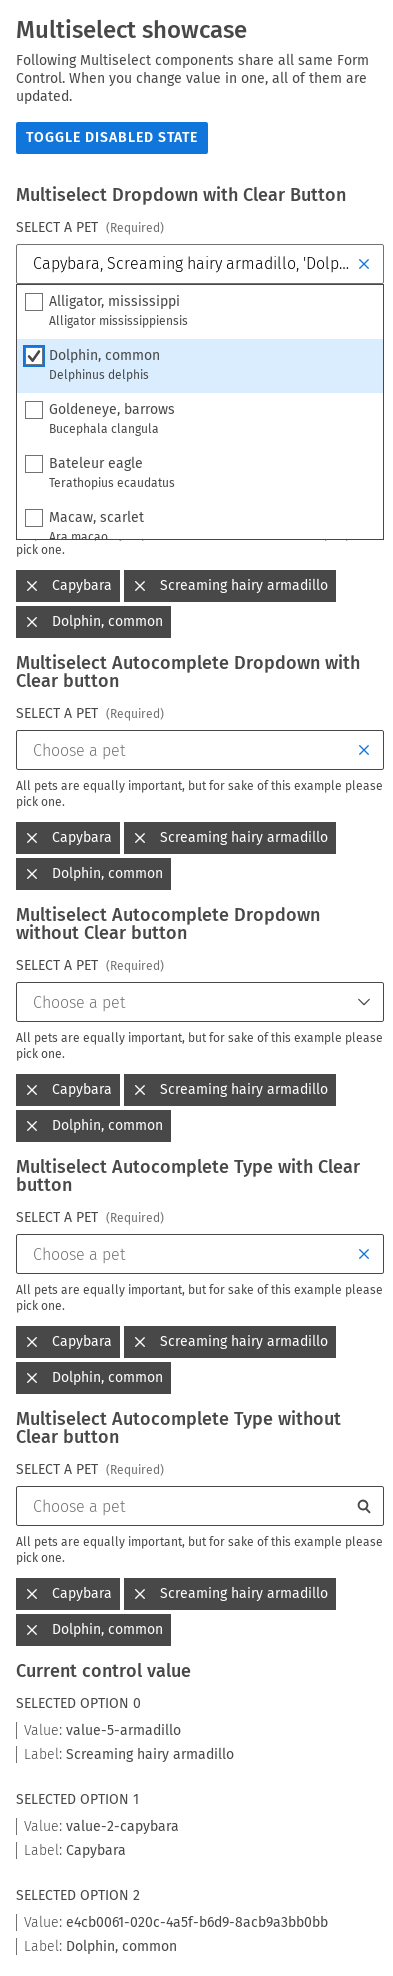 Multiselect showcase
Following Multiselect components share all same Form
Control. When you change value in one, all of them are
updated.
TOGGLE DISABLED STATE
Multiselect Dropdown with Clear Button
SELECT A PET (Required)
Capybara, Screaming hairy armadillo, 'Dolp...
Alligator, mississippi
Alligator mississippiensis
Dolphin, common
Delphinus delphis
Goldeneye, barrows
Bucephala clangula
Bateleur eagle
Terathopius ecaudatus
Macaw, scarlet
Ara macao
pick one.
Capybara Screaming hairy armadillo
Dolphin, common
Multiselect Autocomplete Dropdown with
Clear button
SELECT A PET (Required)
Choose a pet
All pets are equally important, but for sake of this example please
pick one.
Capybara Screaming hairy armadillo
Dolphin, common
Multiselect Autocomplete Dropdown
without Clear button
SELECT A PET (Required)
Choose a pet
All pets are equally important, but for sake of this example please
pick one.
Capybara Screaming hairy armadillo
Dolphin, common
Multiselect Autocomplete Type with Clear
button
SELECT A PET (Required)
Choose a pet
All pets are equally important, but for sake of this example please
pick one.
Capybara Screaming hairy armadillo
Dolphin, common
Multiselect Autocomplete Type without
Clear button
SELECT A PET (Required)
Choose a pet
All pets are equally important, but for sake of this example please
pick one.
Capybara Screaming hairy armadillo
Dolphin, common
Current control value
SELECTED OPTION 0
Value: value-5-armadillo
Label: Screaming hairy armadillo
SELECTED OPTION 1
Value: value-2-capybara
Label: Capybara
SELECTED OPTION 2
Value: e4cb0061-020c-4a5f-b6d9-8acb9a3bb0bb
Label: Dolphin, common